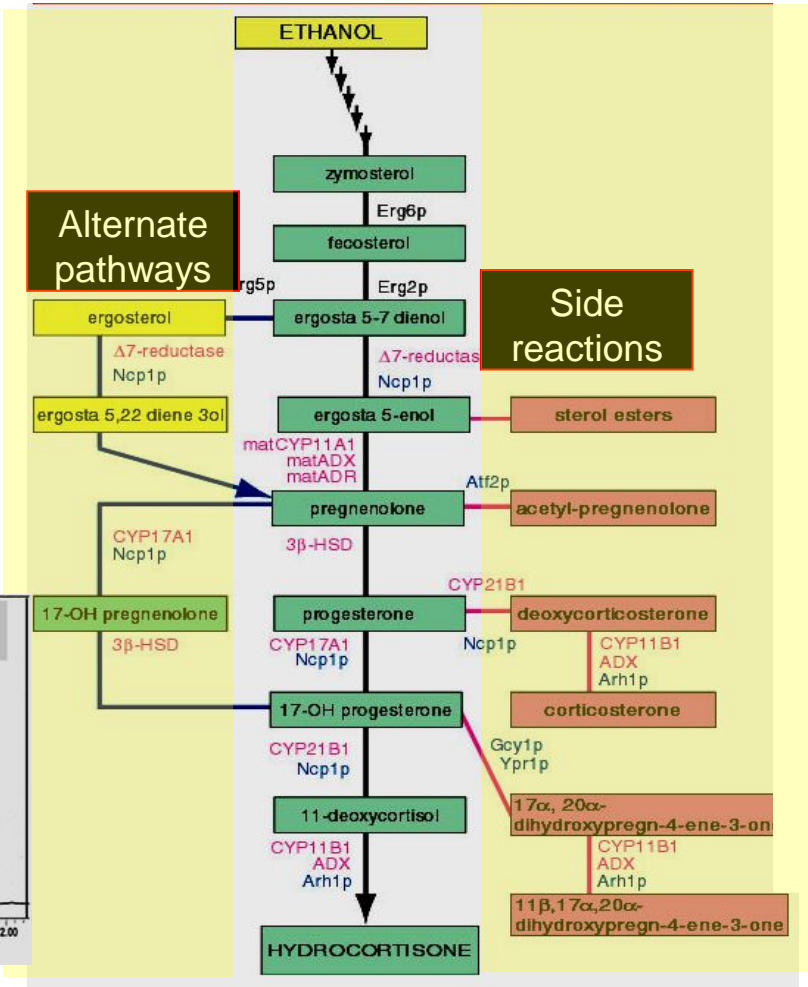 ETHANOL
zymosterol
Erg6p
fecosterol
Alternate
pathways
rg5p
Erg2p
Side
reactions
ergosterol
ergosta 5-7 dienol
Δ7-reductase
Ncp1p
Δ7-reductas
Ncp1p
ergosta 5,22 diene 3ol
ergosta 5-enol
sterol esters
matCYP11A1
matADX
matADR
Atf2p
pregnenolone
acetyl-pregnenolone
CYP17A1
Ncp1p
3β-HSD
CYP21B1
17-OH pregnenolone
progesterone
deoxycorticosterone
3β-HSD
CYP17A1
Ncp1p
Ncp1p
CYP11B1
ADX
Arh1p
17-OH progesterone
corticosterone
CYP21B1
Ncp1p
Gcy1p
Ypr1p
11-deoxycortisol
17α, 20α-
dihydroxypregn-4-ene-3-on
CYP11B1
ADX
Arh1p
CYP11B1
ADX
Arh1p
11β,17α,20α-
dihydroxypregn-4-ene-3-one
2.00
HYDROCORTISONE